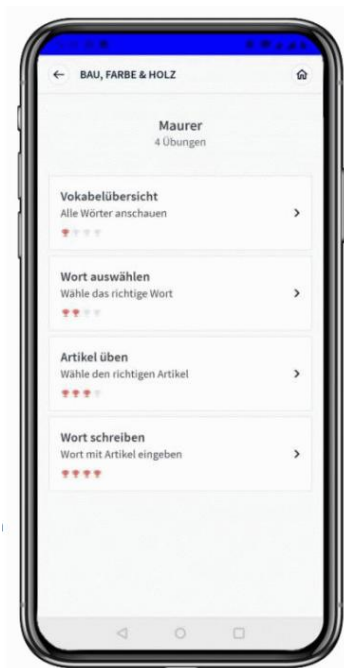 BAU, FARBE & HOLZ
Maurer
4 Übungen
Vokabelübersicht
Alle Wörter anschauen
Wort auswählen
Wähle das richtige Wort
Artikel üben
Wähle den richtigen Artikel
Wort schreiben
Wort mit Artikel eingeben